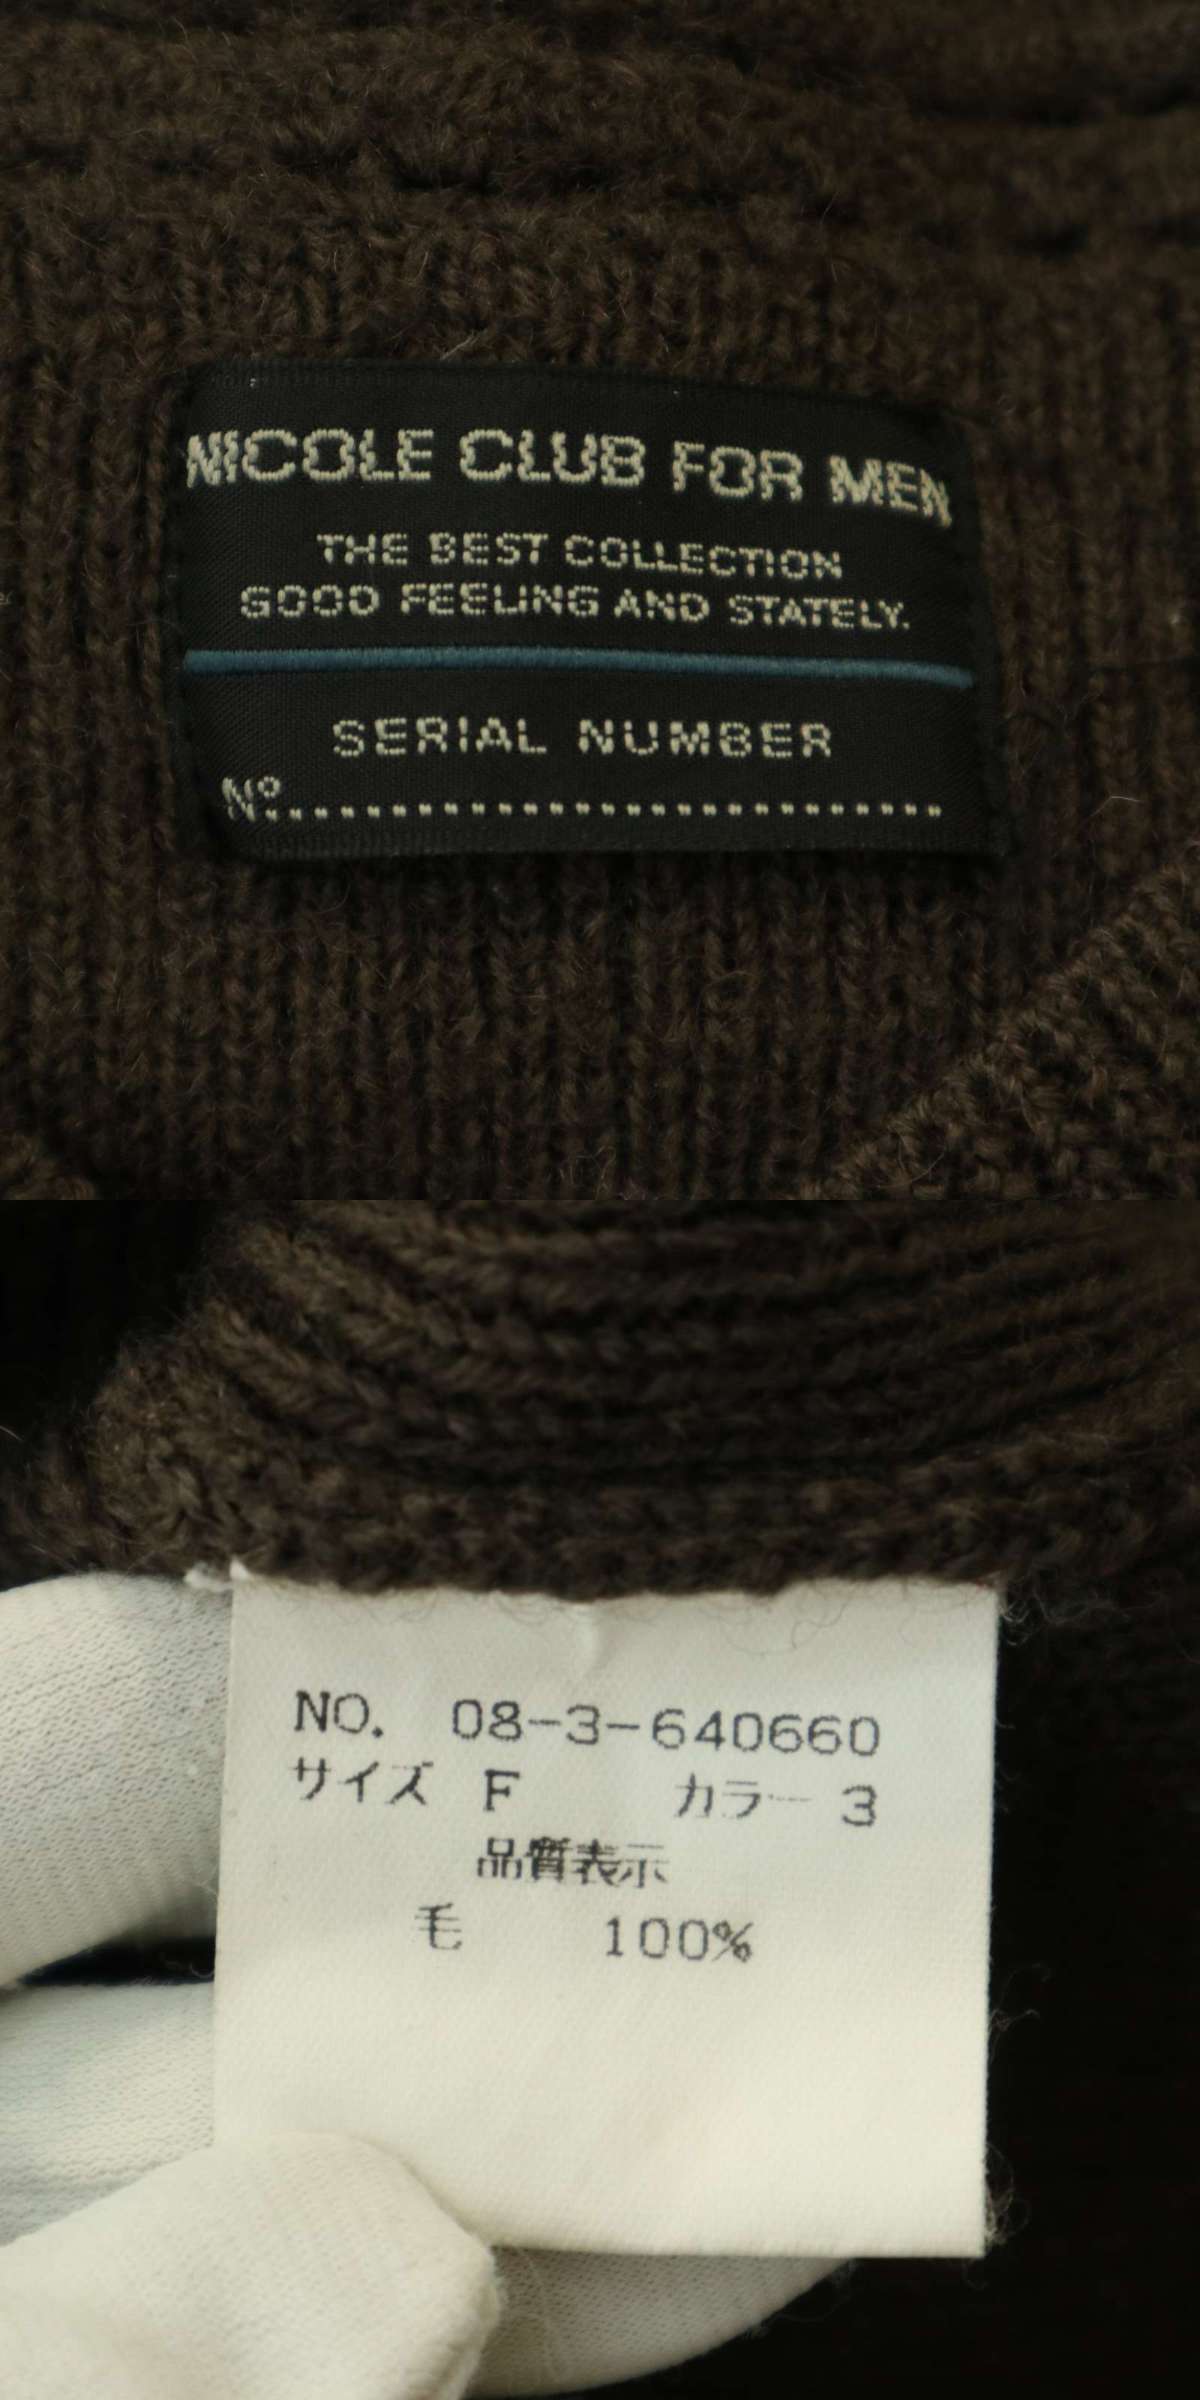 NICOLE CLUB FOR MEN
THE BEST COLLECTION
GOOD FEELING AND STATELY.
SERIAL NUMBER
Nº..........................
NO. 08-3-640660
サイズ F カラー 3
品質表示
毛 100%